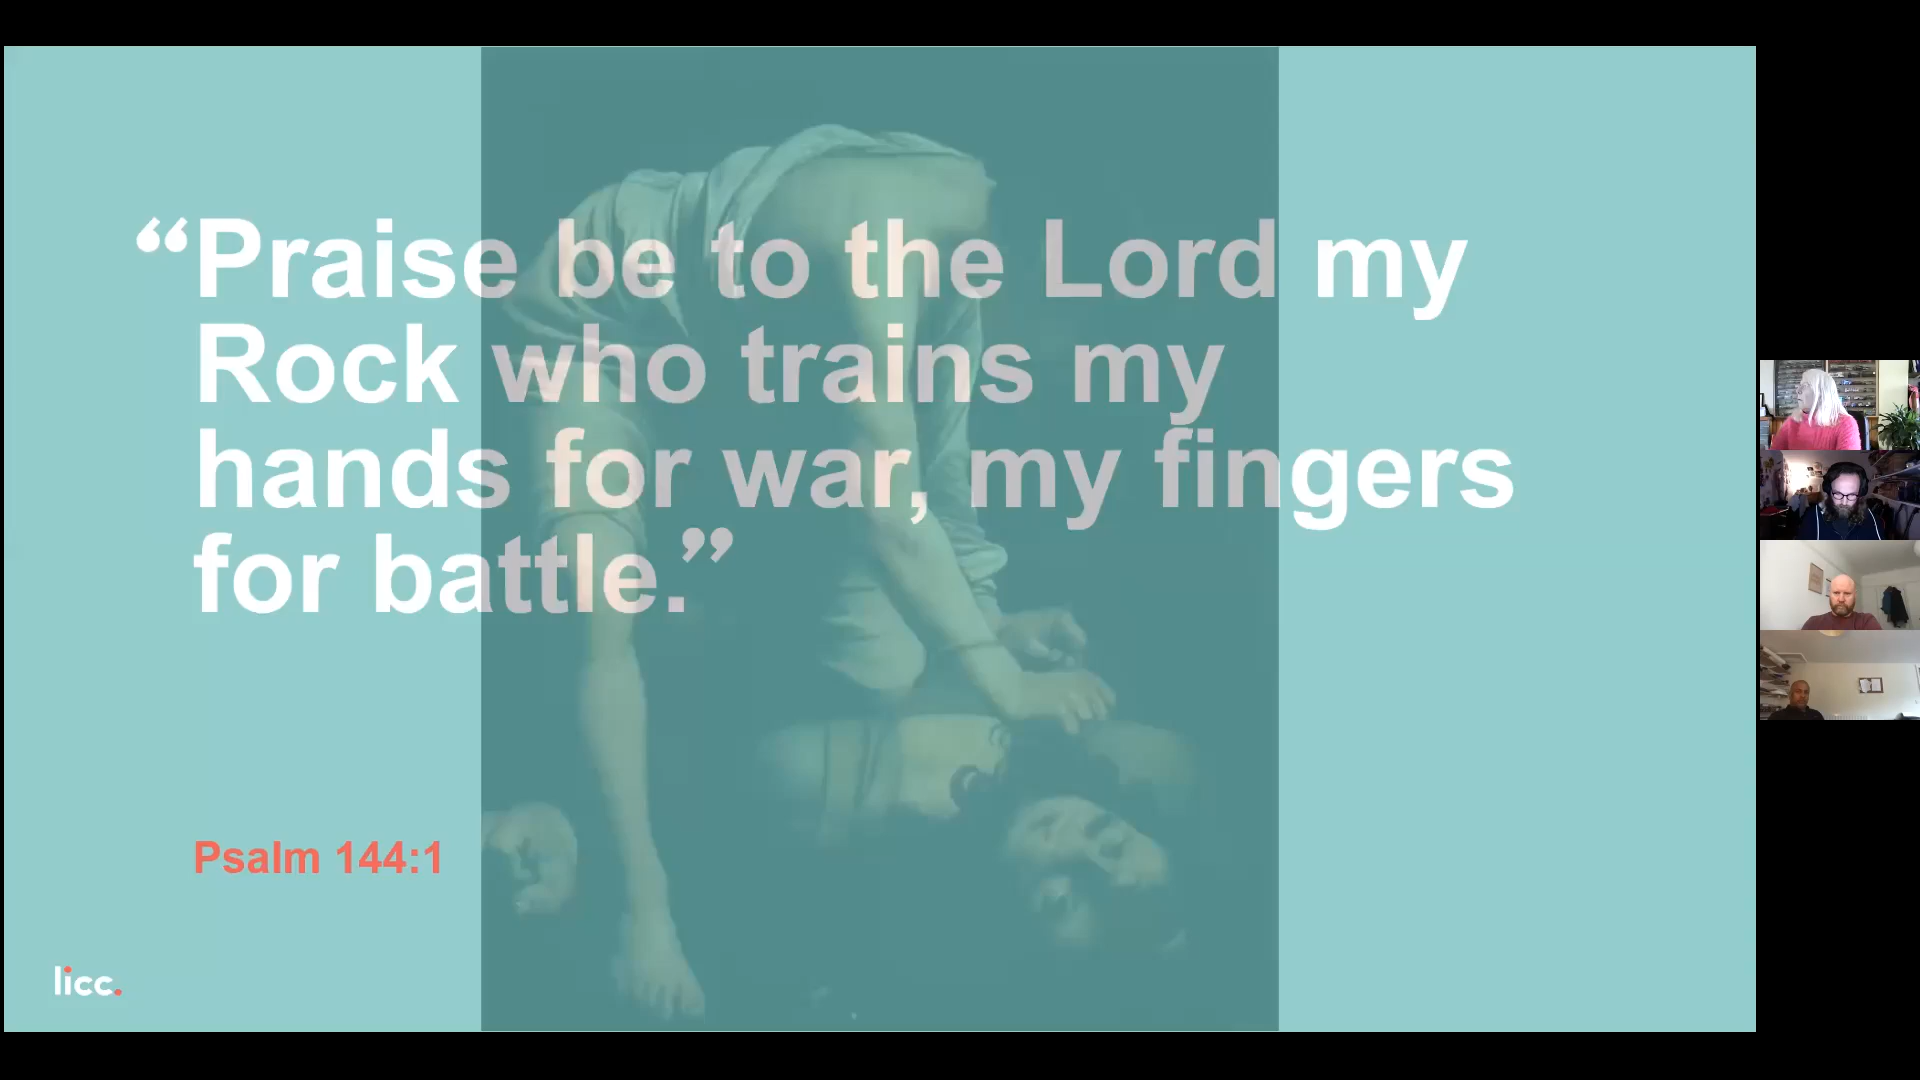 “Praise be to the Lord my
Rock who trains my
hands for war, my fingers
for battle.”
Psalm 144:1
licc.